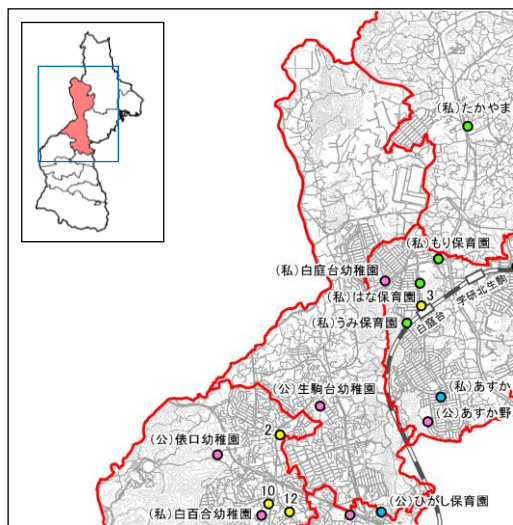 (私)たかやま
(私)もり保育園
(私)白庭台幼稚園
(私)はな保育園
3
学研北生駒
白庭台
(私)うみ保育園
(公)生駒台幼稚園
(私)あすか
(公)あすか野
2
(公)俵口幼稚園
10
12
(公)ひがし保育園
(私)白百合幼稚園